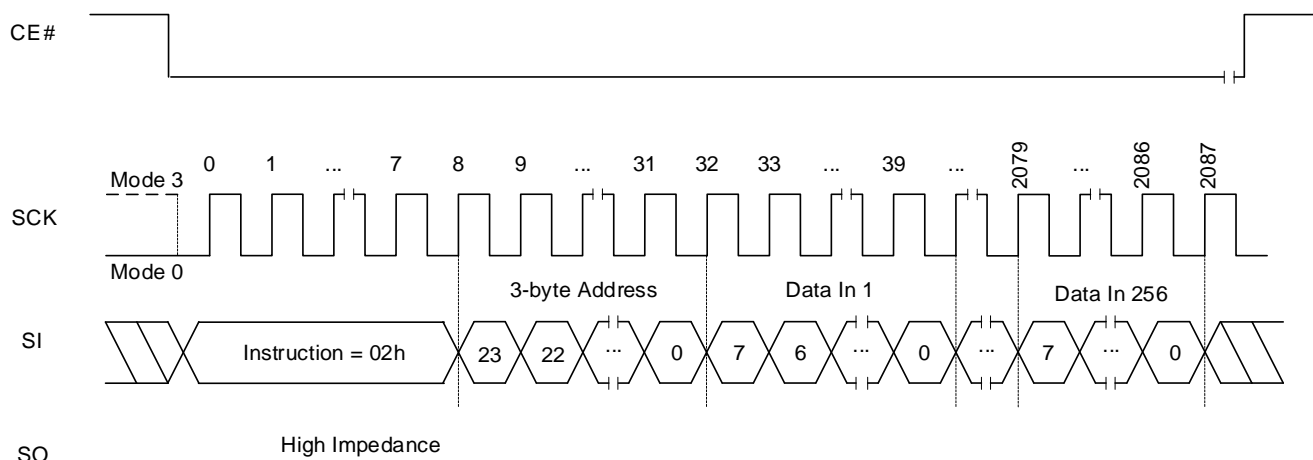 CE#
0 1 ... 7 8 9 ... 31 32 33 ... 39 ... 2079 ... 2086 2087
Mode 3
SCK
Mode 0
3-byte Address Data In 1 Data In 256
SI
Instruction = 02h 23 22 ... 0 7 6 ... 0 ... 7 ... 0
High Impedance
SO